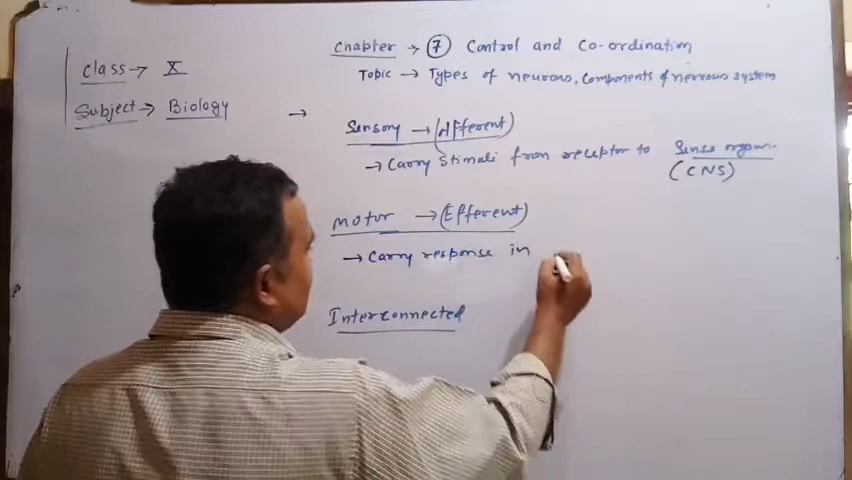 Class → X
Subject → Biology
Chapter → 7 Control and Co-ordination
Topic → Types of neurons, Components of nervous system
→
Sensory → (Afferent)
→ Carry Stimali from receptor to Sense organ.
(CNS)
Motor → (Efferent)
→ Carry response in
Interconnected